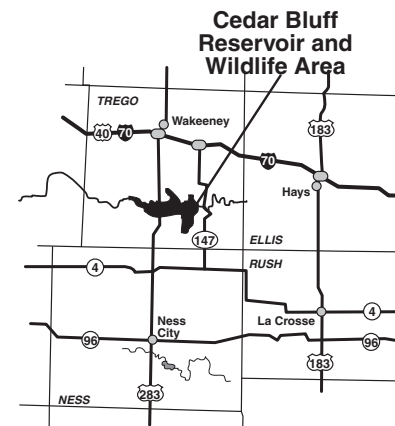 Cedar Bluff
Reservoir and
Wildlife Area
TREGO
Wakeeney
40
70
183
70
Hays
147
ELLIS
RUSH
4
Ness
City
La Crosse
4
96
96
183
283
NESS